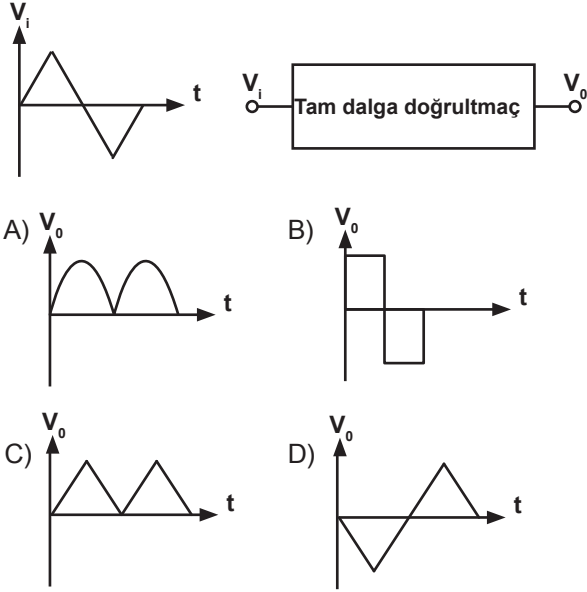 Vᵢ
t
Vᵢ
Tam dalga doğrultmaç
V₀
A)
V₀
t
B)
V₀
t
C)
V₀
t
D)
V₀
t